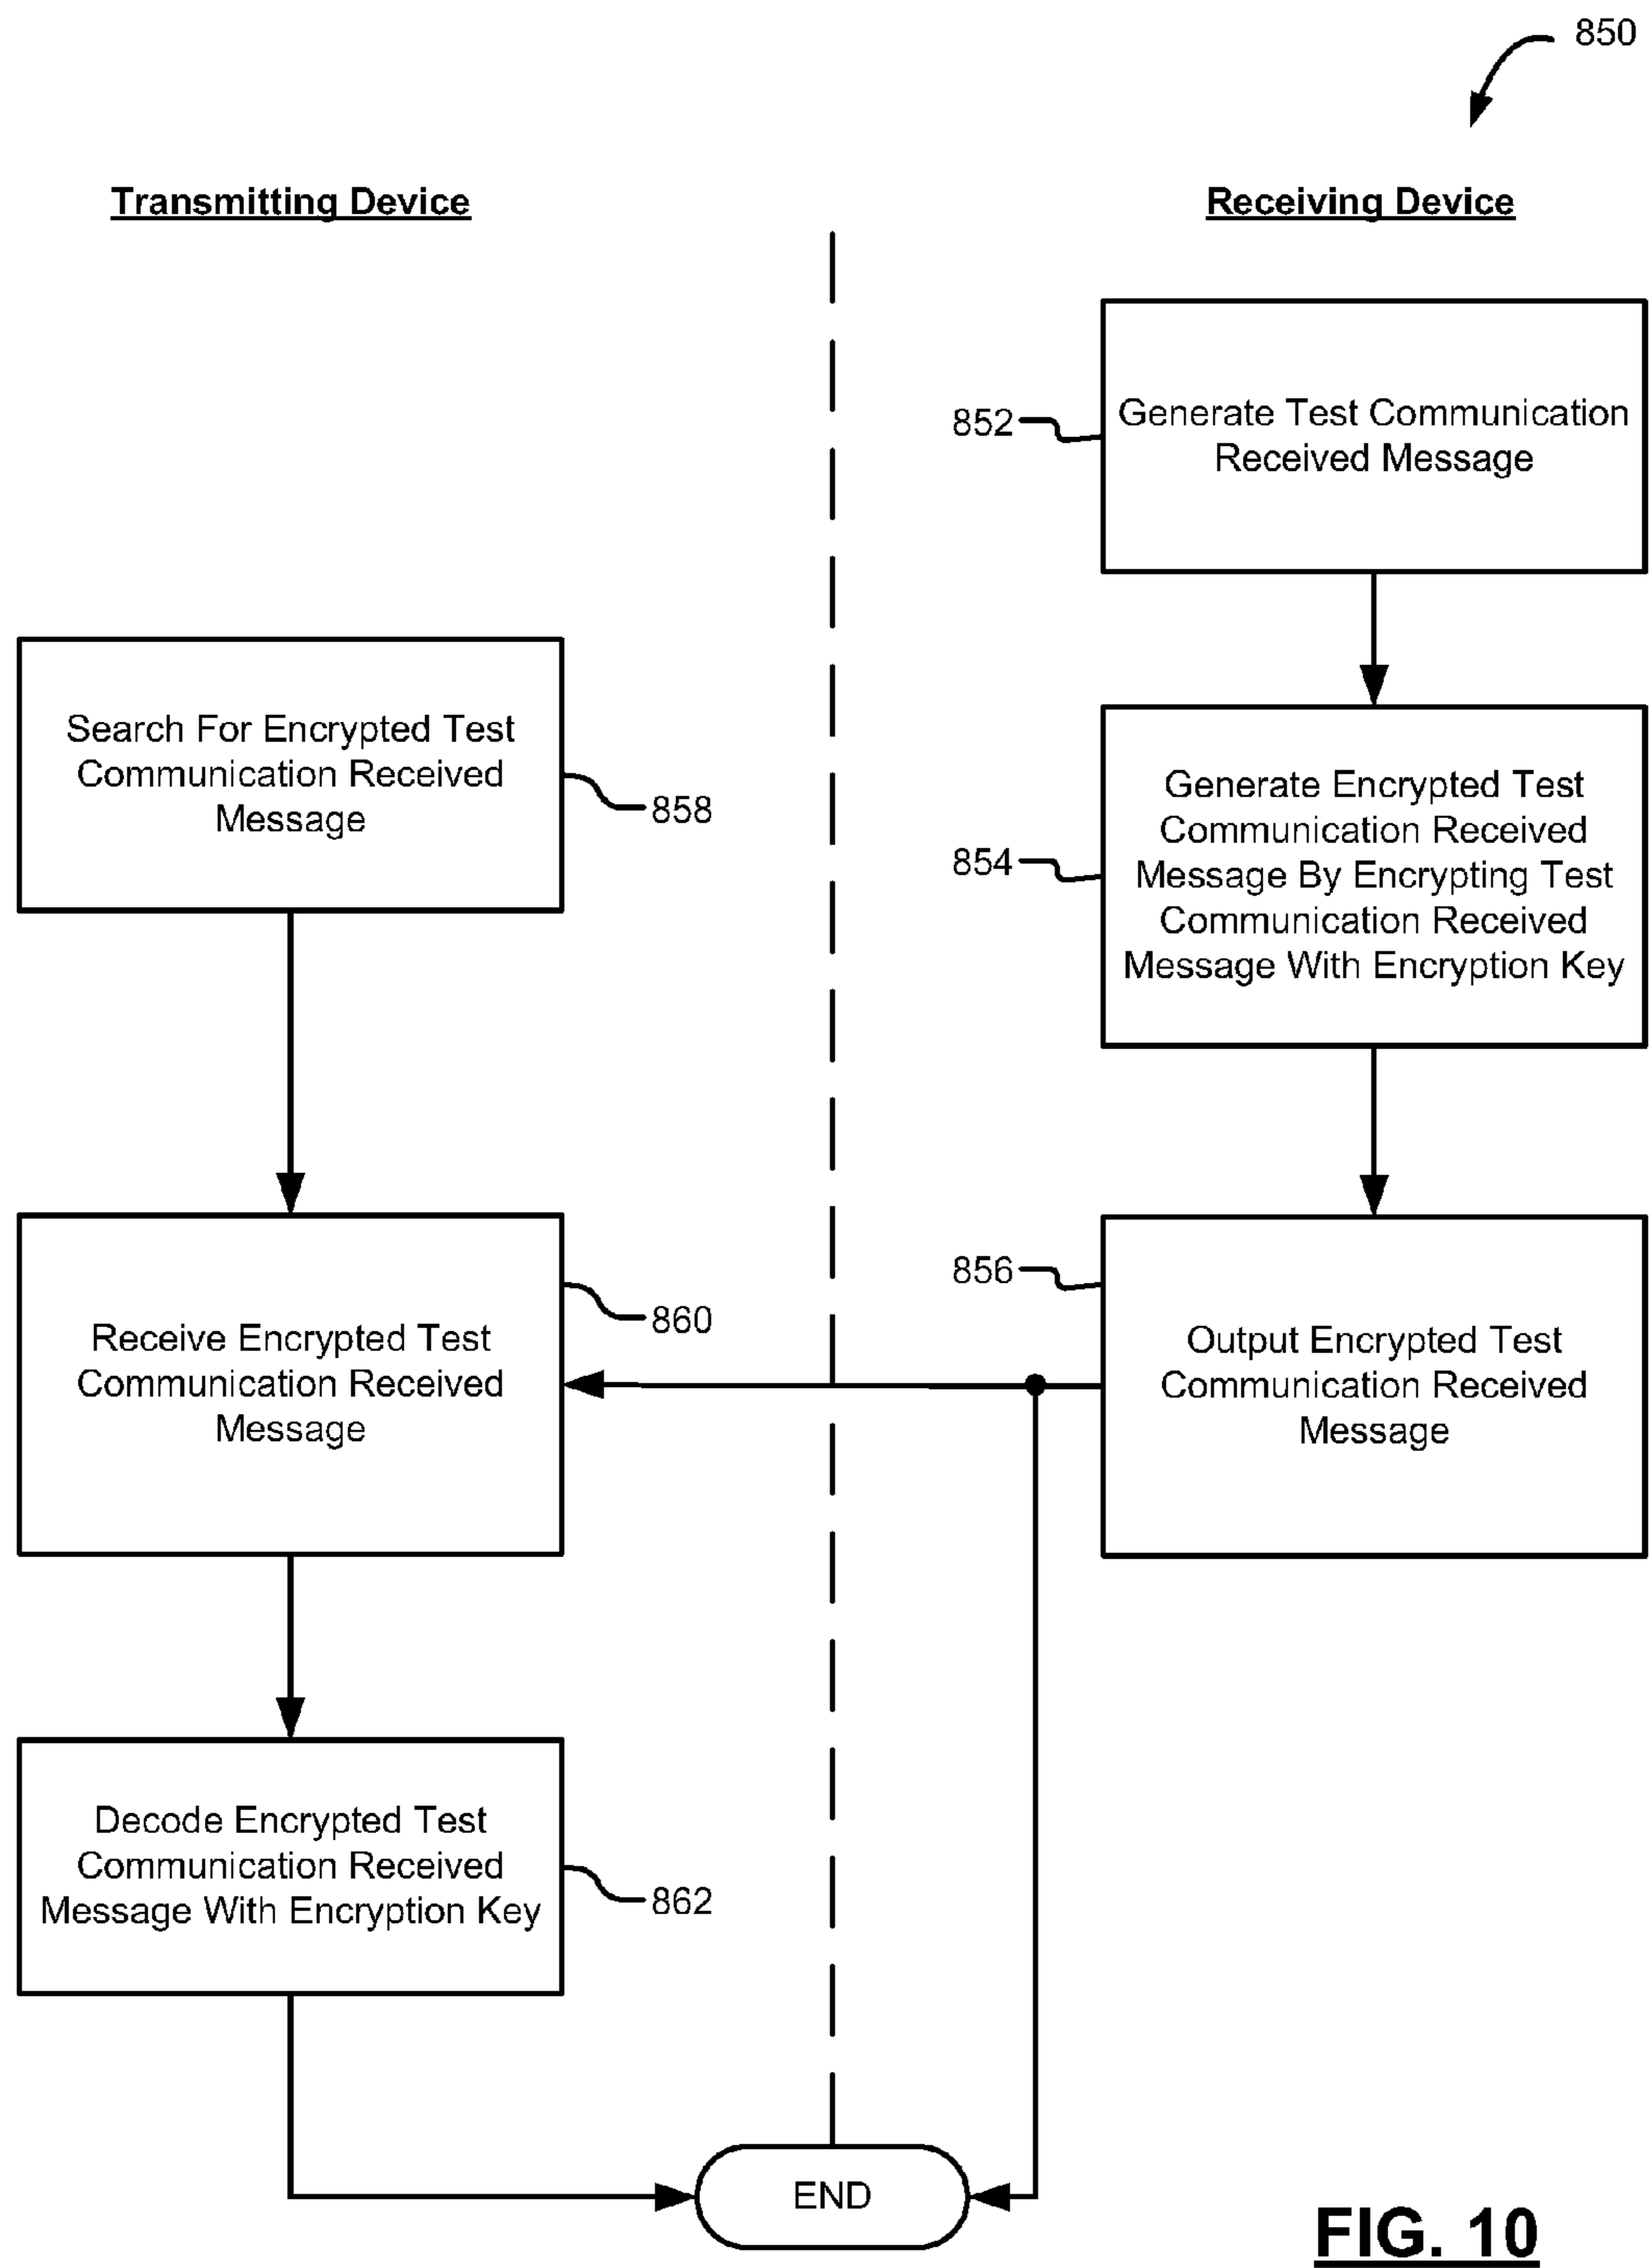 850
Transmitting Device
Receiving Device
852
Generate Test Communication
Received Message
Search For Encrypted Test
Communication Received
Message
858
854
Generate Encrypted Test
Communication Received
Message By Encrypting Test
Communication Received
Message With Encryption Key
860
Receive Encrypted Test
Communication Received
Message
856
Output Encrypted Test
Communication Received
Message
Decode Encrypted Test
Communication Received
Message With Encryption Key
862
END
FIG. 10